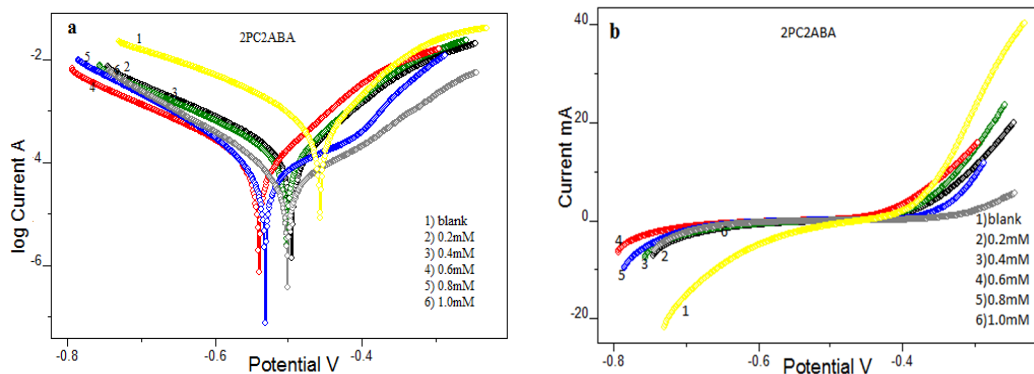 a
2PC2ABA
log Current A
-2
-4
-6
1
5
4
6
2
3
1) blank
2) 0.2mM
3) 0.4mM
4) 0.6mM
5) 0.8mM
6) 1.0mM
-0.8
-0.6
-0.4
-0.2
Potential V
b
2PC2ABA
Current mA
40
20
0
-20
4
5
3
2
6
1
1)blank
2)0.2mM
3)0.4mM
4)0.6mM
5)0.8mM
6)1.0mM
-0.8
-0.6
-0.4
Potential V